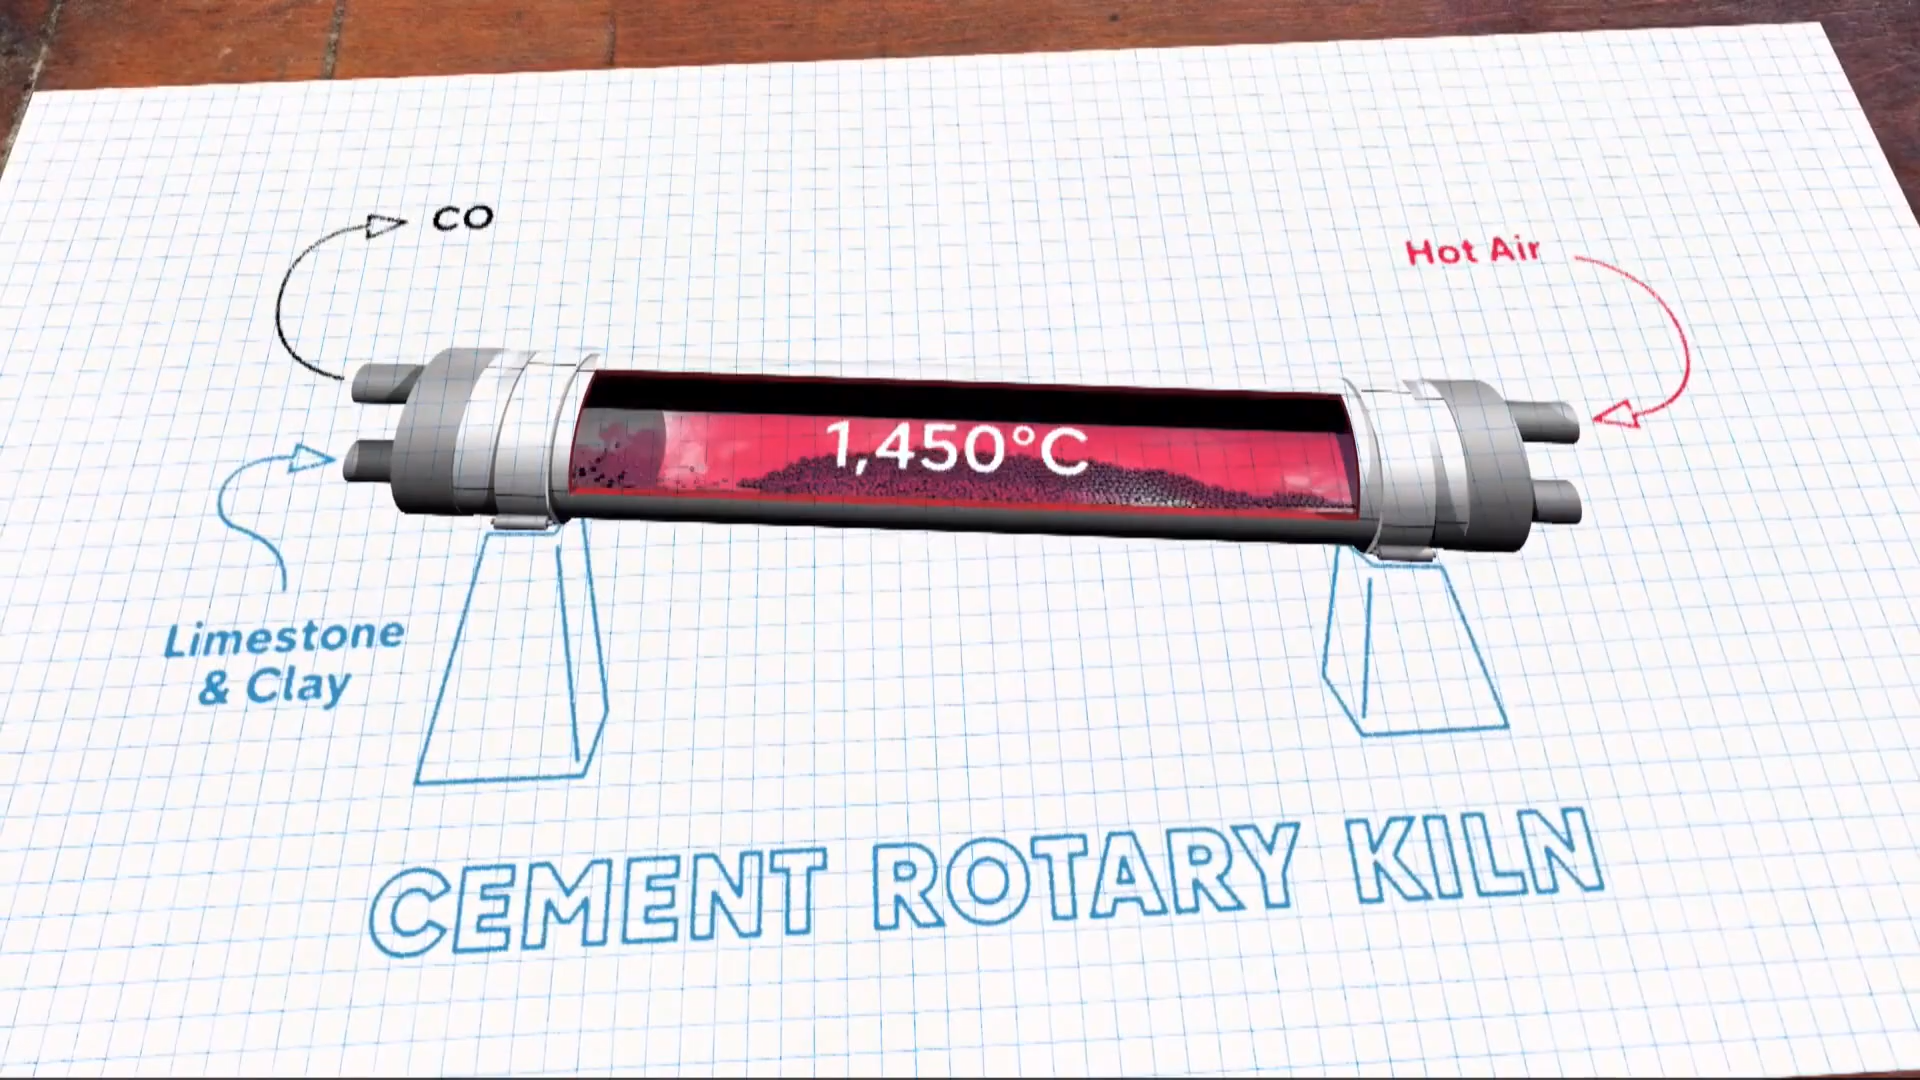 CO
Hot Air
1,450°C
Limestone
& Clay
CEMENT ROTARY KILN